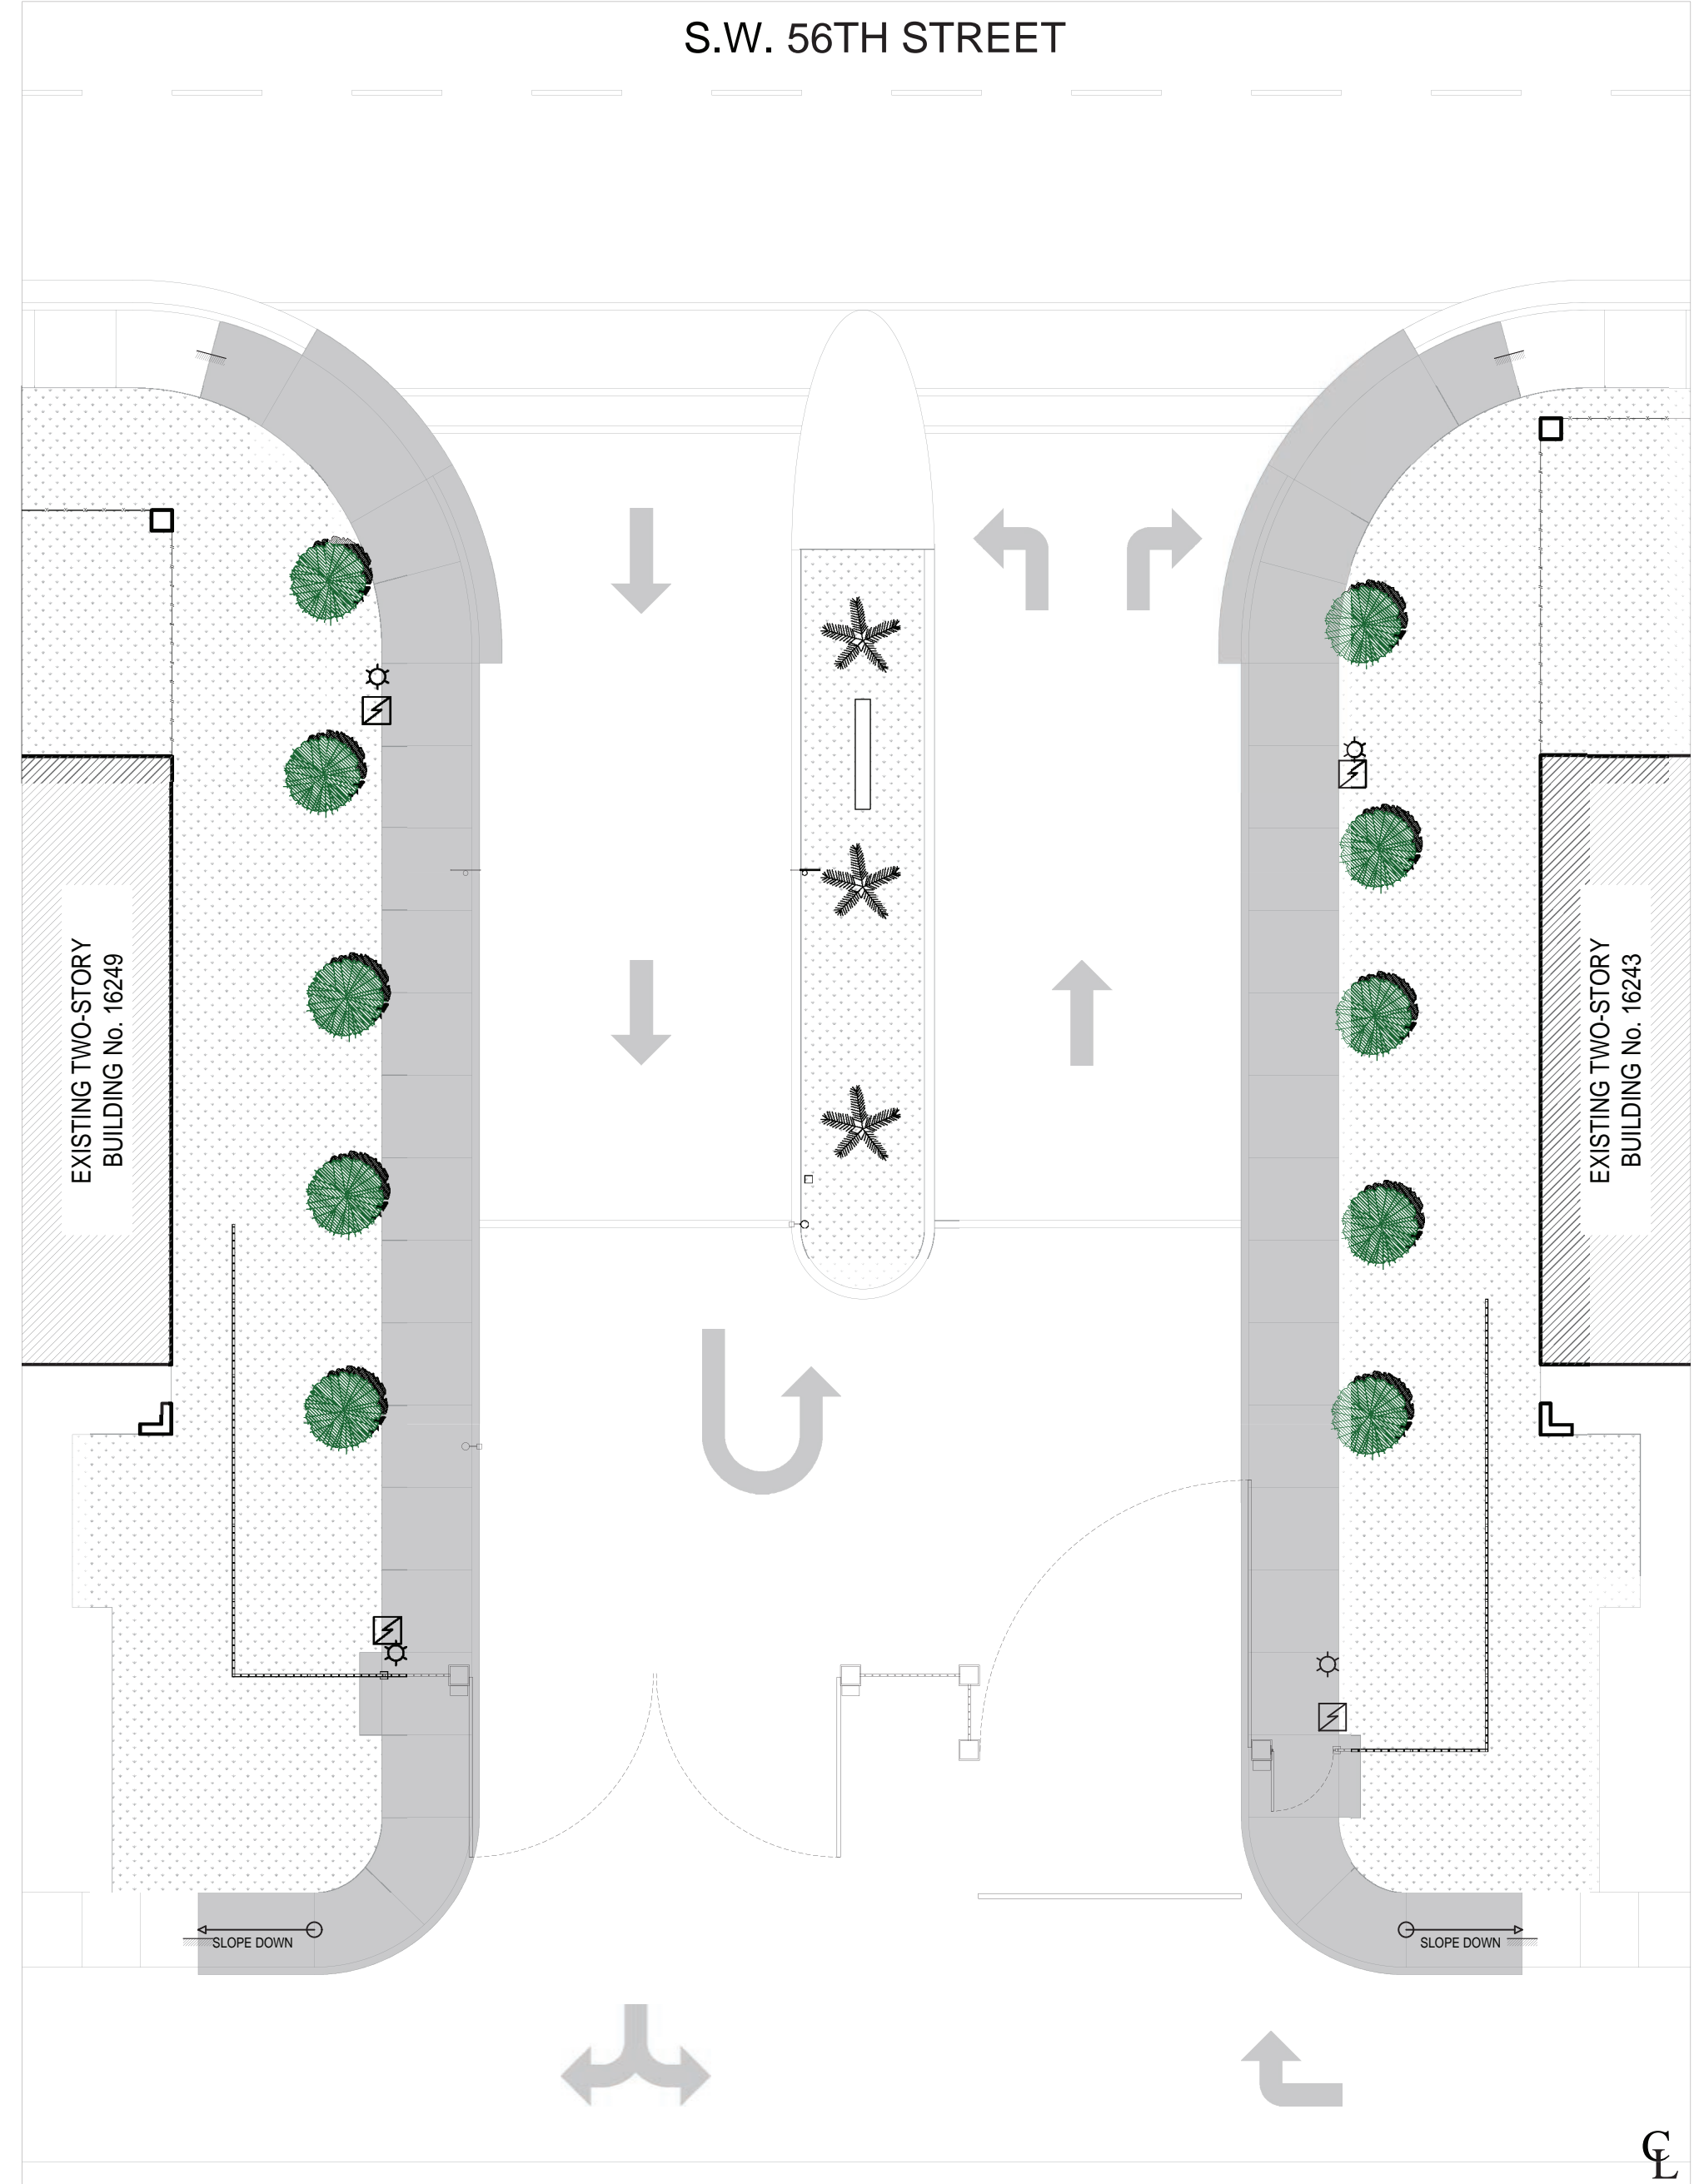 S.W. 56TH STREET
EXISTING TWO-STORY
BUILDING No. 16249
EXISTING TWO-STORY
BUILDING No. 16243
SLOPE DOWN
SLOPE DOWN
CL